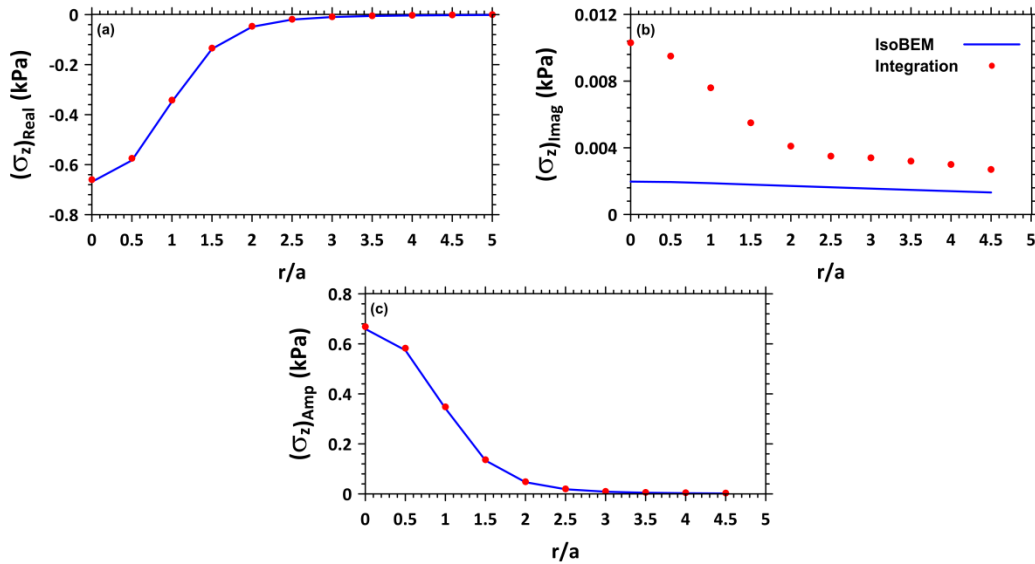 (a)
0
-0.2
-0.4
-0.6
-0.8
(σz)Real (kPa)
0 0.5 1 1.5 2 2.5 3 3.5 4 4.5 5
r/a
(b)
0.012
0.008
0.004
0
(σz)Imag (kPa)
IsoBEM
Integration
0 0.5 1 1.5 2 2.5 3 3.5 4 4.5 5
r/a
(c)
0.8
0.6
0.4
0.2
0
(σz)Amp (kPa)
0 0.5 1 1.5 2 2.5 3 3.5 4 4.5 5
r/a